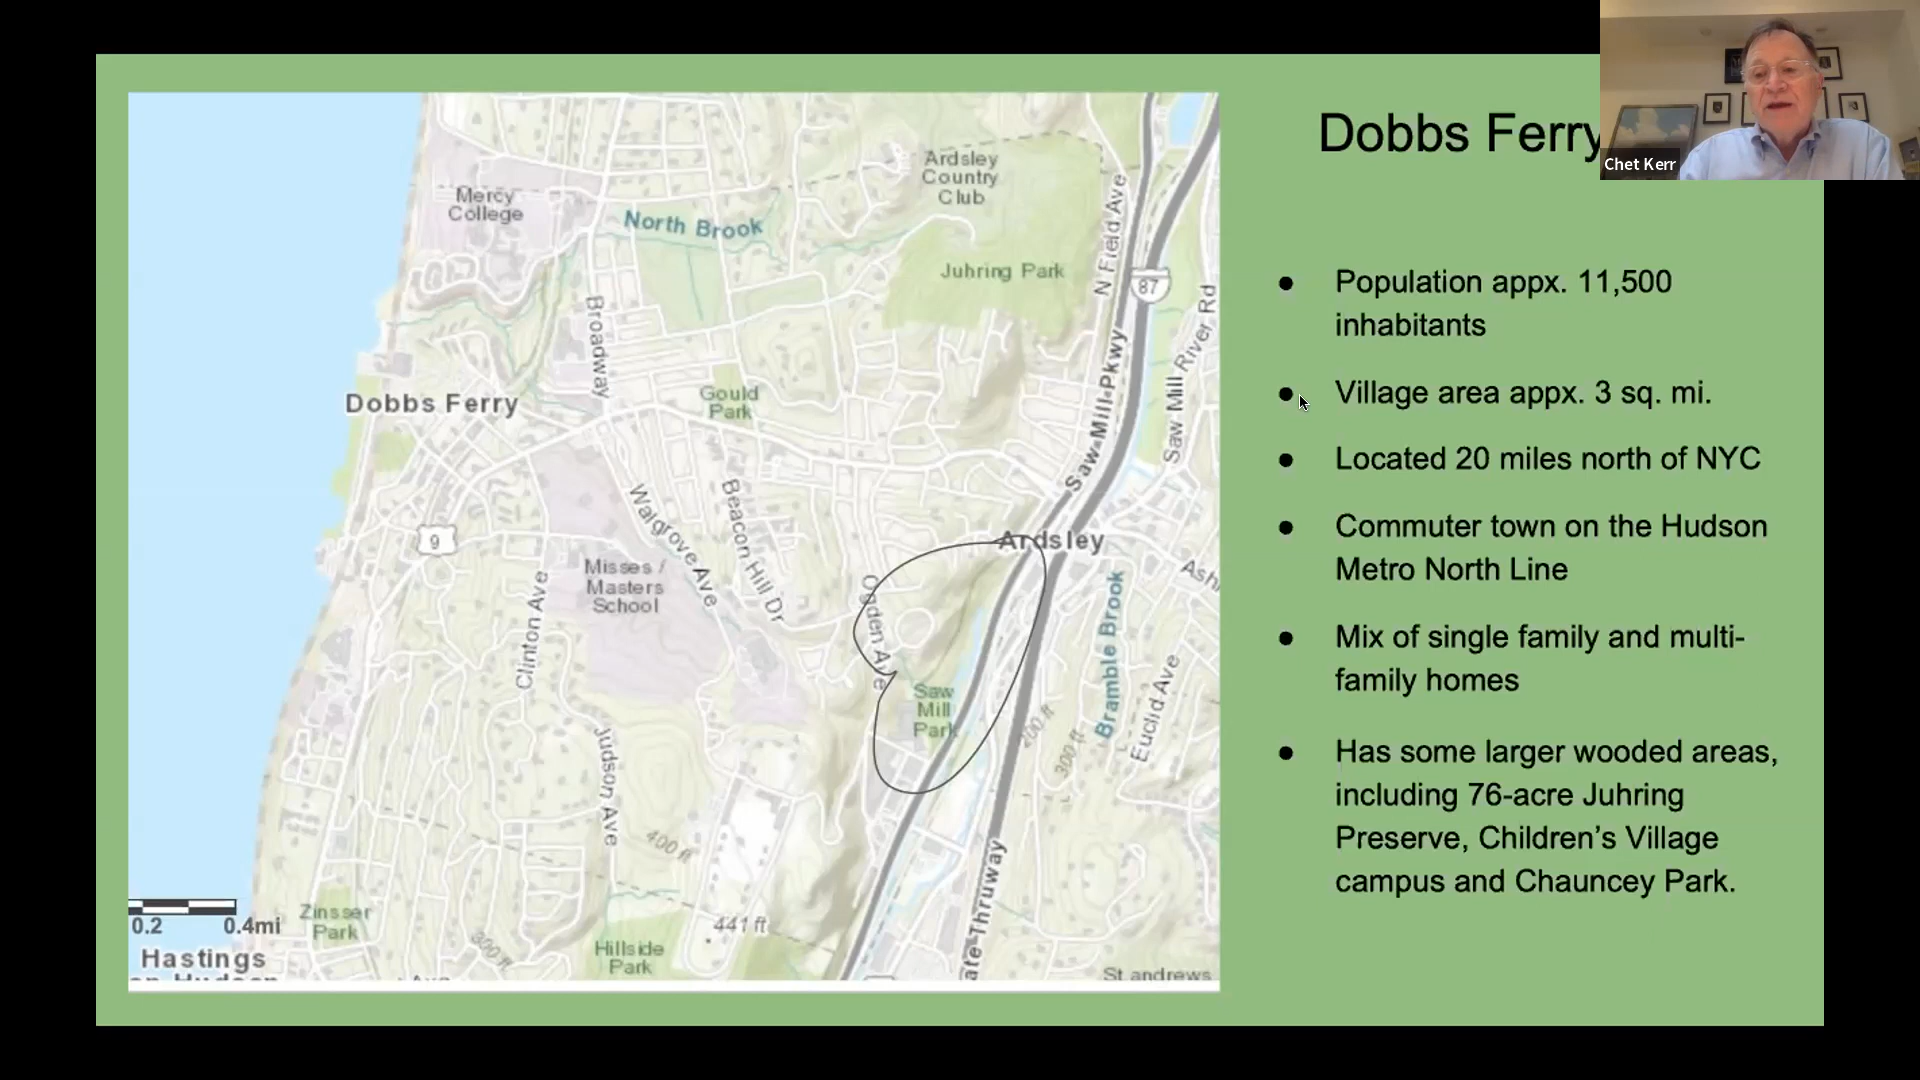 Dobbs Ferry
Chet Kerr
Population appx. 11,500
inhabitants
Village area appx. 3 sq. mi.
Located 20 miles north of NYC
Commuter town on the Hudson
Metro North Line
Mix of single family and multi-
family homes
Has some larger wooded areas,
including 76-acre Juhring
Preserve, Children's Village
campus and Chauncey Park.
Mercy
College
North Brook
Ardsley
Country
Club
Juhring Park
N Field Ave
87
Saw Mill River Rd
Saw Mill Pkwy
Broadway
Gould
Park
Dobbs Ferry
9
Walgrove Ave
Beacon Hill Dr
Misses /
Masters
School
Clinton Ave
Ogden Ave
Ardsley
Bramble Brook
Euclid Ave
Saw
Mill
Park
200 ft
300 ft
Judson Ave
400 ft
441 ft
300 ft
Zinsser
Park
Hillside
Park
0.2
0.4mi
Hastings
ate Thruway
St andrews